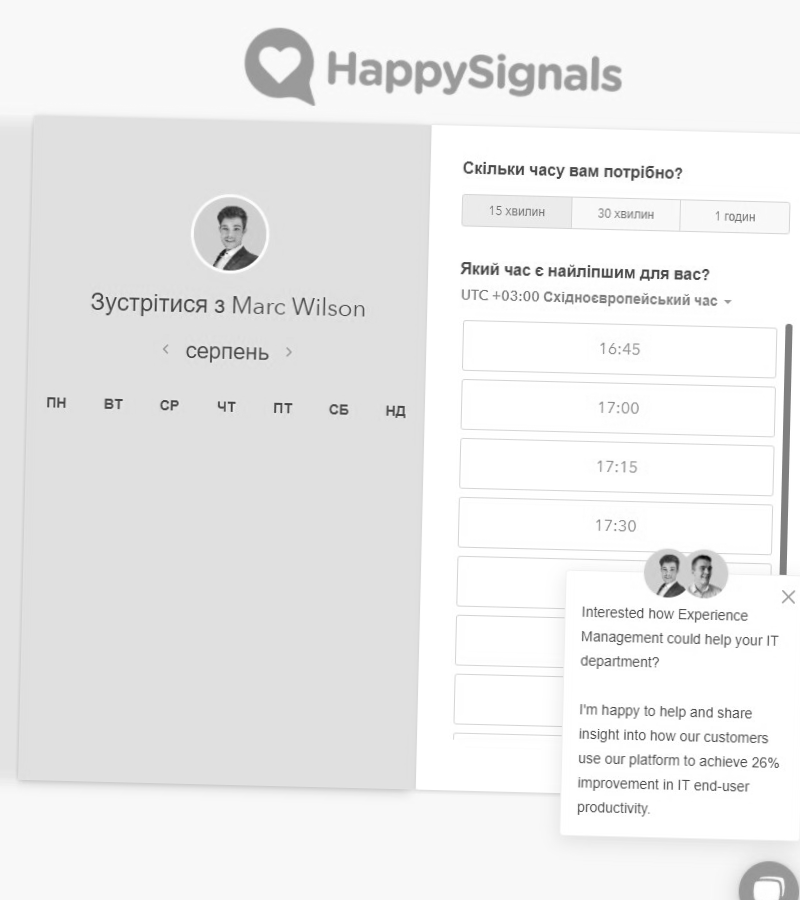 HappySignals
Зустрітися з Marc Wilson
серпень
ПН ВТ СР ЧТ ПТ СБ НД
Скільки часу вам потрібно?
15 хвилин 30 хвилин 1 годин
Який час є найліпшим для вас?
UTC +03:00 Східноєвропейський час
16:45
17:00
17:15
17:30
Interested how Experience
Management could help your IT
department?
I'm happy to help and share
insight into how our customers
use our platform to achieve 26%
improvement in IT end-user
productivity.